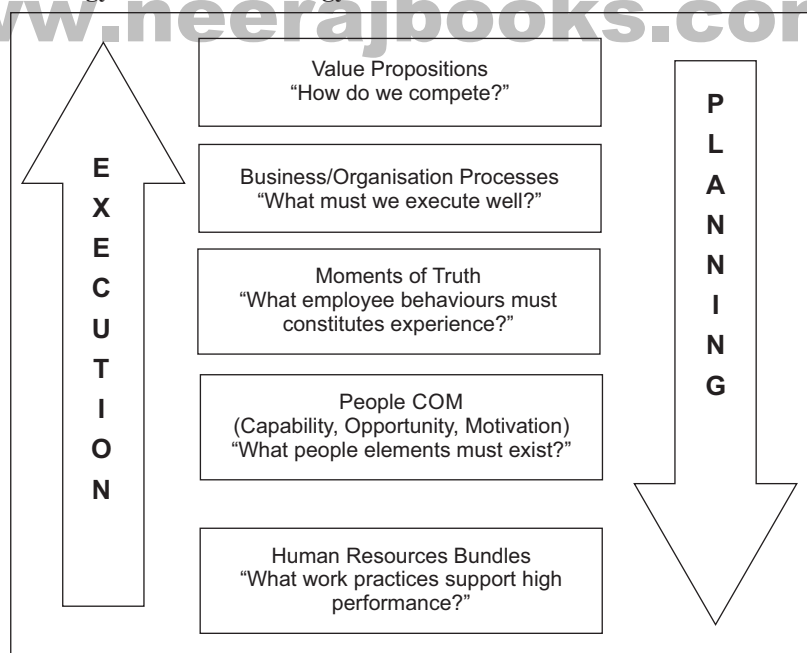 www.neerajbooks.com
Value Propositions
“How do we compete?”
Business/Organisation Processes
“What must we execute well?”
Moments of Truth
“What employee behaviours must
constitutes experience?”
People COM
(Capability, Opportunity, Motivation)
“What people elements must exist?”
Human Resources Bundles
“What work practices support high
performance?”
EXECUTION
PLANNING